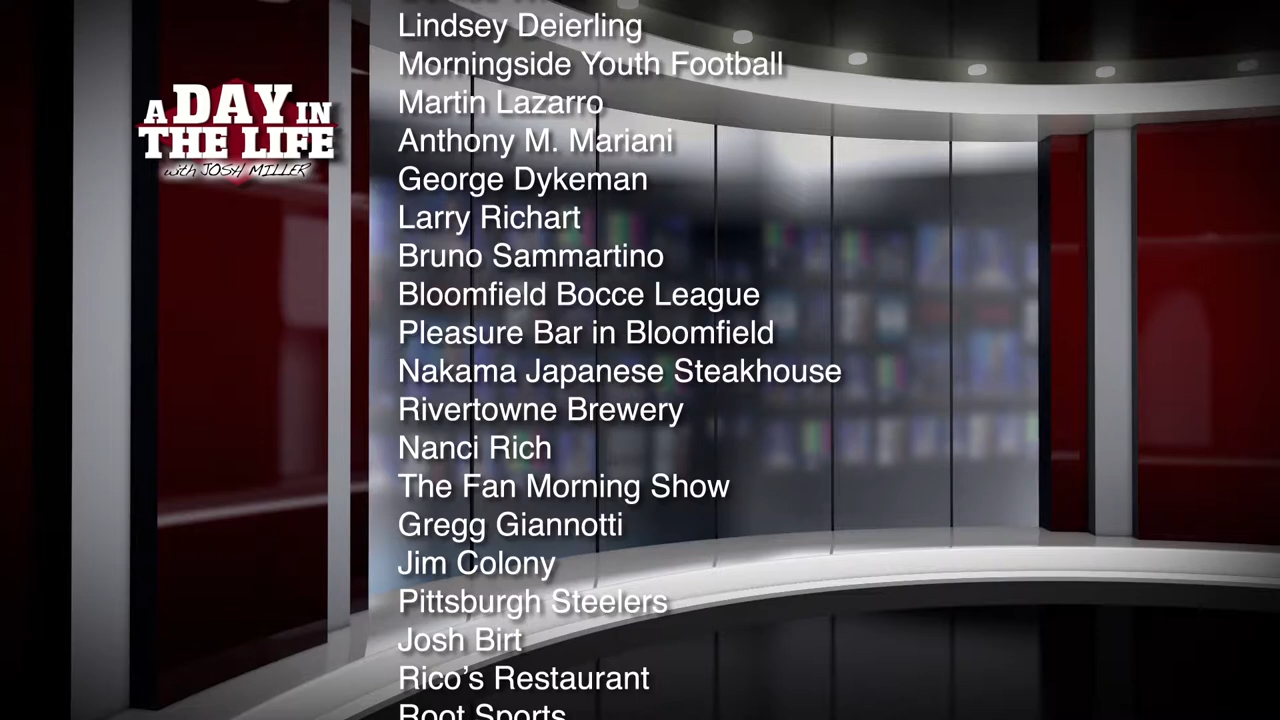 A DAY IN
THE LIFE
with JOSH MILLER
Lindsey Deierling
Morningside Youth Football
Martin Lazarro
Anthony M. Mariani
George Dykeman
Larry Richart
Bruno Sammartino
Bloomfield Bocce League
Pleasure Bar in Bloomfield
Nakama Japanese Steakhouse
Rivertowne Brewery
Nanci Rich
The Fan Morning Show
Gregg Giannotti
Jim Colony
Pittsburgh Steelers
Josh Birt
Rico’s Restaurant
Root Sports